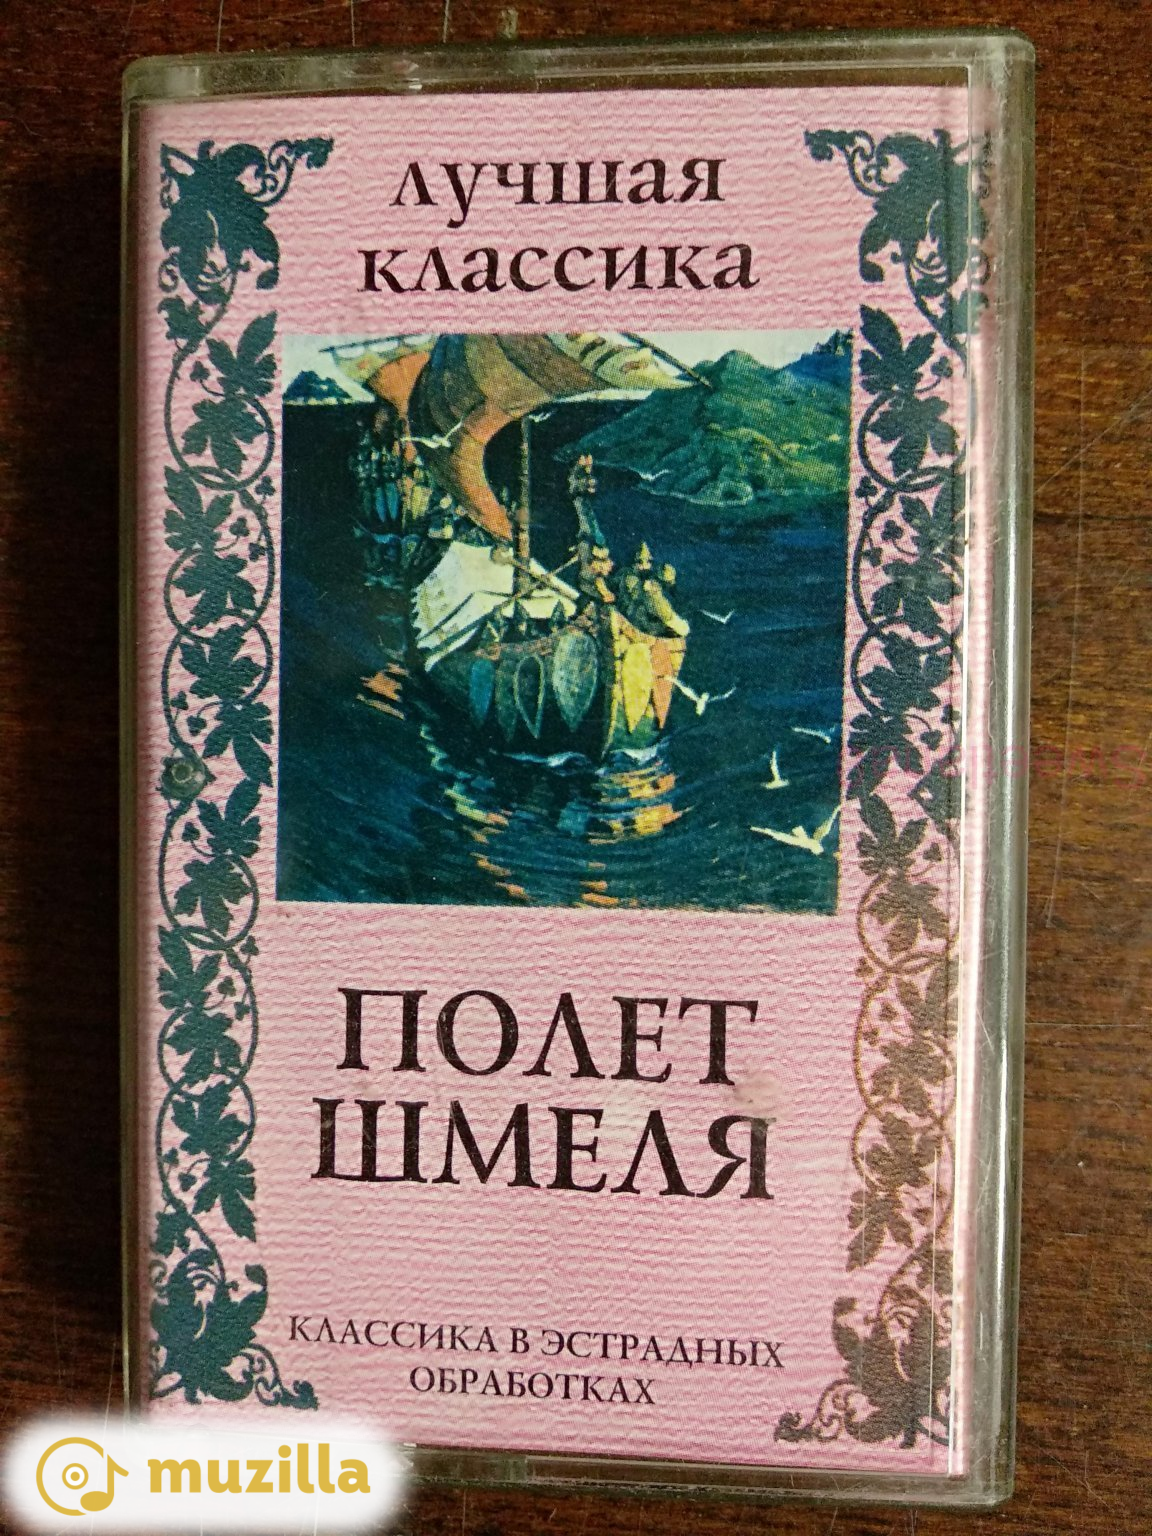 лучшая
классика
ПОЛЕТ
ШМЕЛЯ
КЛАССИКА В ЭСТРАДНЫХ
ОБРАБОТКАХ
muzilla